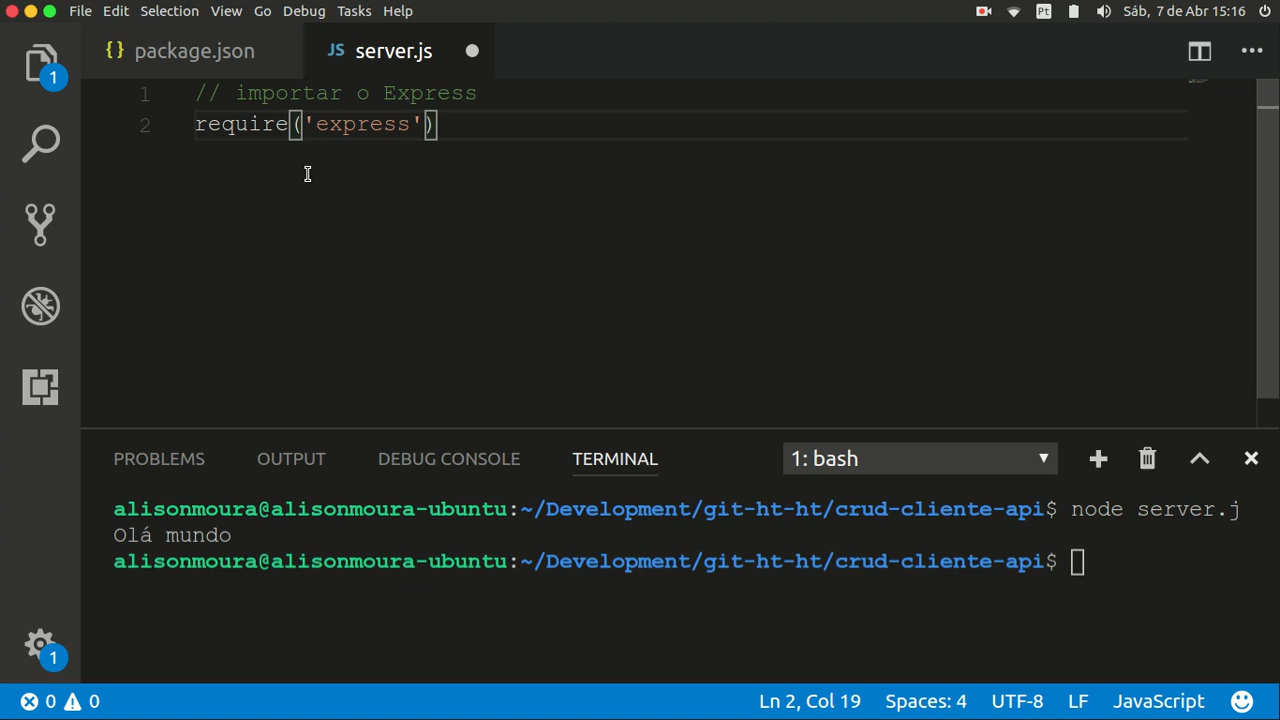 File Edit Selection View Go Debug Tasks Help Pt Sáb, 7 de Abr 15:16
{} package.json JS server.js
1 // importar o Express
2 require('express')
PROBLEMS OUTPUT DEBUG CONSOLE TERMINAL 1: bash
alisonmoura@alisonmoura-ubuntu:~/Development/git-ht-ht/crud-cliente-api$ node server.j
Olá mundo
alisonmoura@alisonmoura-ubuntu:~/Development/git-ht-ht/crud-cliente-api$
1
1
0 0 Ln 2, Col 19 Spaces: 4 UTF-8 LF JavaScript